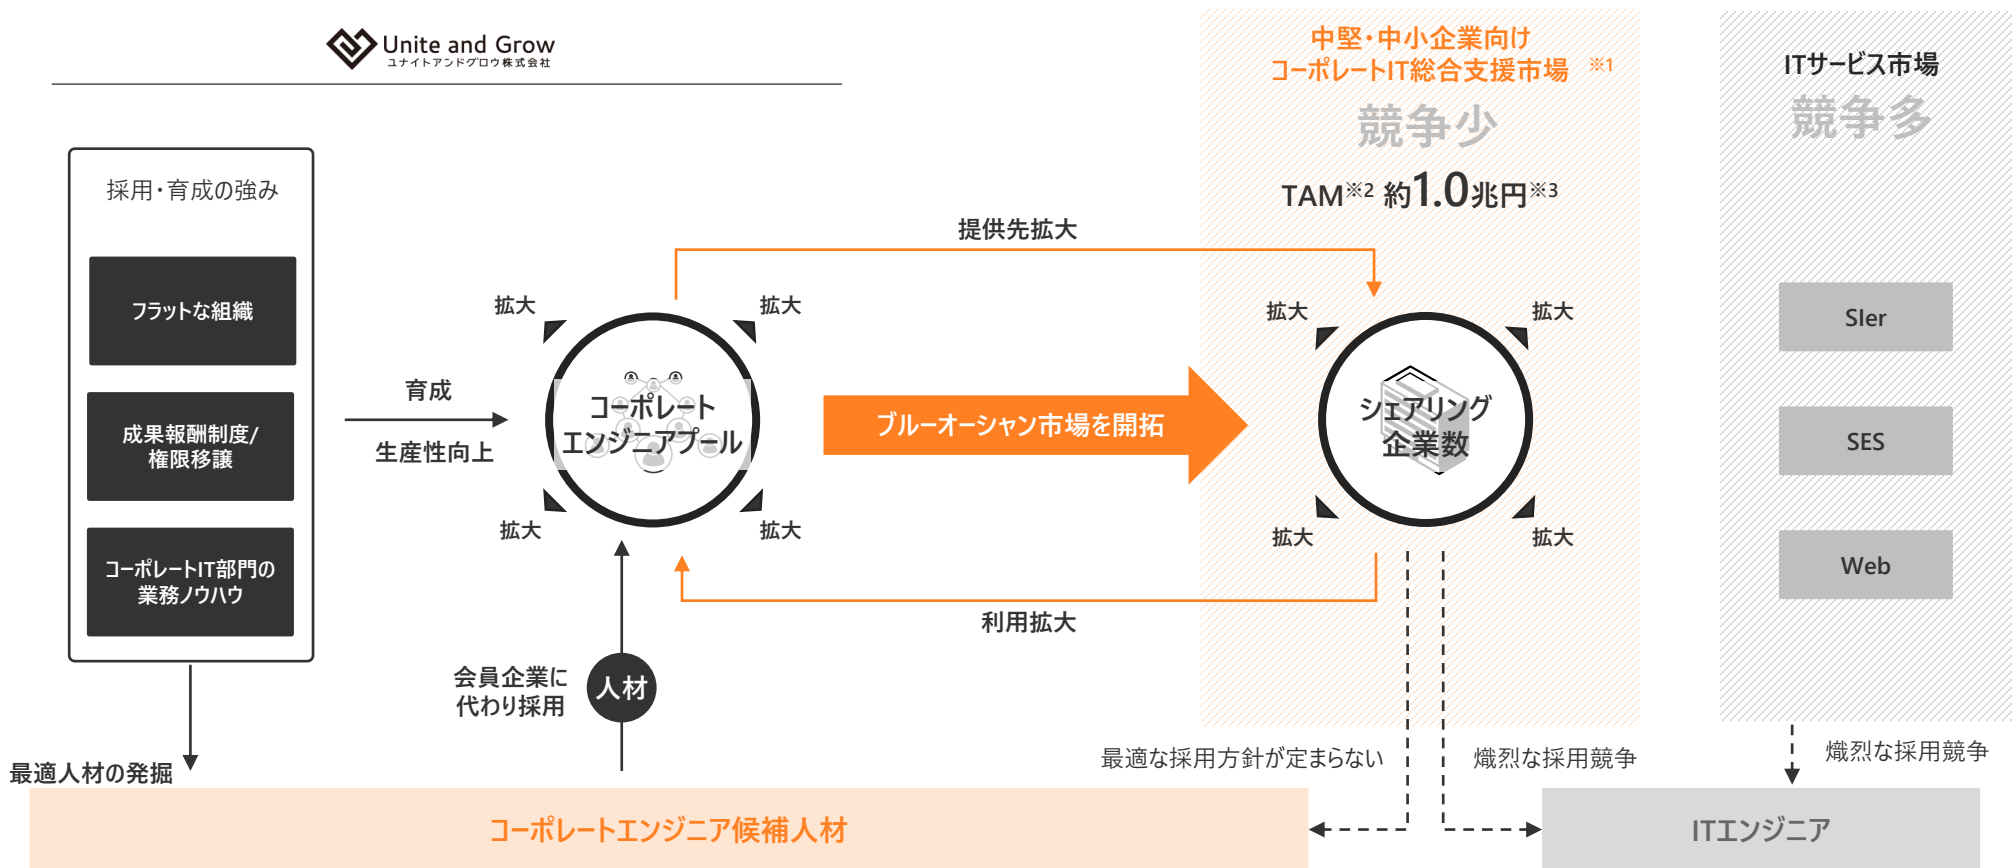 Unite and Grow
ユナイトアンドグロウ株式会社
中堅・中小企業向け
コーポレートIT総合支援市場 ※1
競争少
TAM※2 約1.0兆円※3
ITサービス市場
競争多
採用・育成の強み
フラットな組織
成果報酬制度/
権限移譲
コーポレートIT部門の
業務ノウハウ
育成
生産性向上
提供先拡大
拡大
拡大
コーポレート
エンジニアプール
拡大
拡大
ブルーオーシャン市場を開拓
拡大
拡大
シェアリング
企業数
拡大
拡大
利用拡大
SIer
SES
Web
会員企業に
代わり採用
人材
最適人材の発掘
最適な採用方針が定まらない
熾烈な採用競争
熾烈な採用競争
コーポレートエンジニア候補人材
ITエンジニア